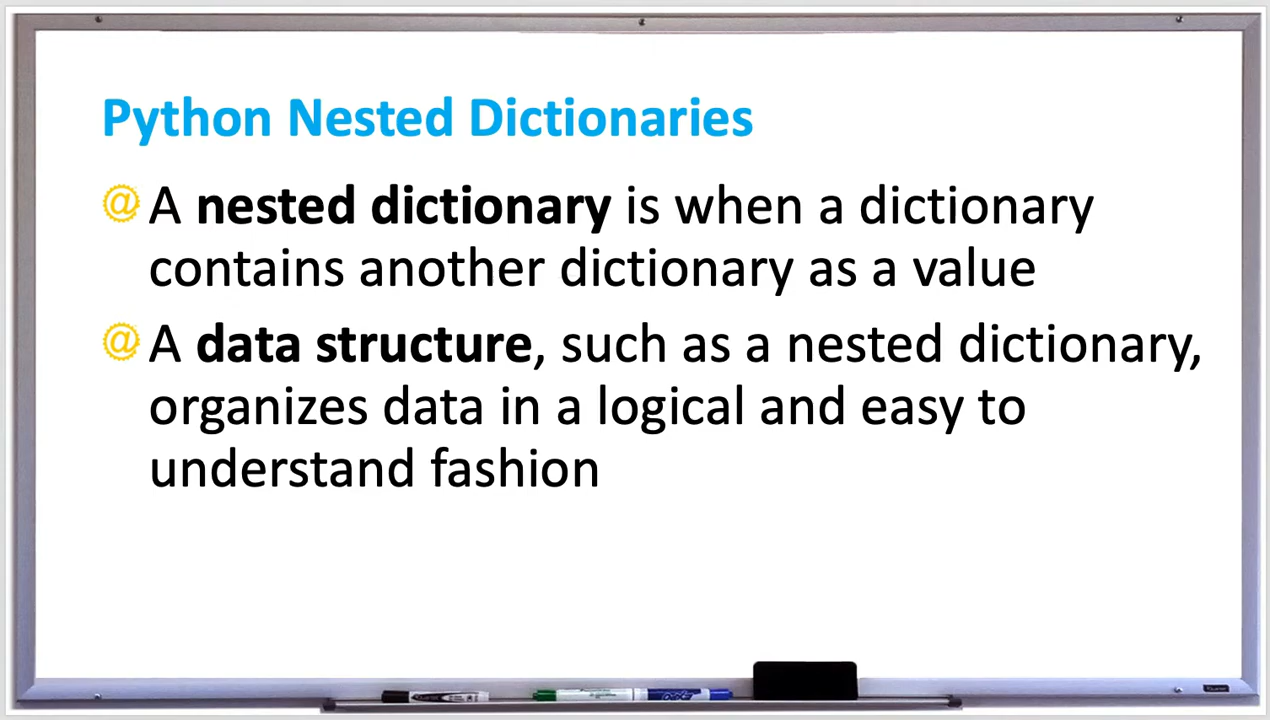 Python Nested Dictionaries
@ A nested dictionary is when a dictionary
contains another dictionary as a value
@ A data structure, such as a nested dictionary,
organizes data in a logical and easy to
understand fashion